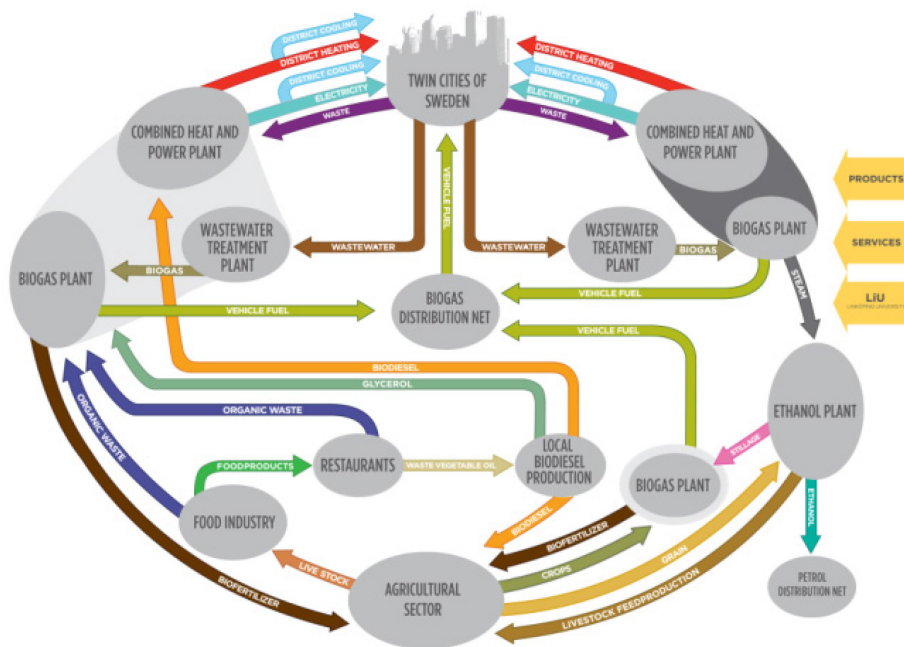 DISTRICT COOLING
DISTRICT HEATING
DISTRICT COOLING
ELECTRICITY
WASTE
TWIN CITIES OF
SWEDEN
DISTRICT HEATING
DISTRICT COOLING
ELECTRICITY
WASTE
COMBINED HEAT AND
POWER PLANT
COMBINED HEAT AND
POWER PLANT
PRODUCTS
VEHICLE FUEL
WASTEWATER
TREATMENT
PLANT
WASTEWATER
WASTEWATER
WASTEWATER
TREATMENT
PLANT
BIOGAS
BIOGAS PLANT
SERVICES
BIOGAS PLANT
BIOGAS
STEAM
LiU
LINKÖPING UNIVERSITET
VEHICLE FUEL
BIOGAS
DISTRIBUTION NET
VEHICLE FUEL
VEHICLE FUEL
BIODIESEL
GLYCEROL
ORGANIC WASTE
ORGANIC WASTE
ETHANOL PLANT
STILLAGE
FOODPRODUCTS
RESTAURANTS
WASTE VEGETABLE OIL
LOCAL
BIODIESEL
PRODUCTION
BIOGAS PLANT
ETHANOL
FOOD INDUSTRY
BIODIESEL
BIOFERTILIZER
GRAIN
LIVE STOCK
CROPS
BIOFERTILIZER
AGRICULTURAL
SECTOR
LIVESTOCK FEEDPRODUCTION
PETROL
DISTRIBUTION NET